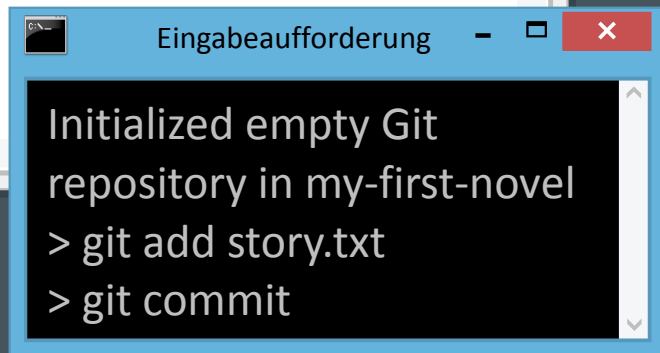 Eingabeaufforderung
Initialized empty Git
repository in my-first-novel
> git add story.txt
> git commit